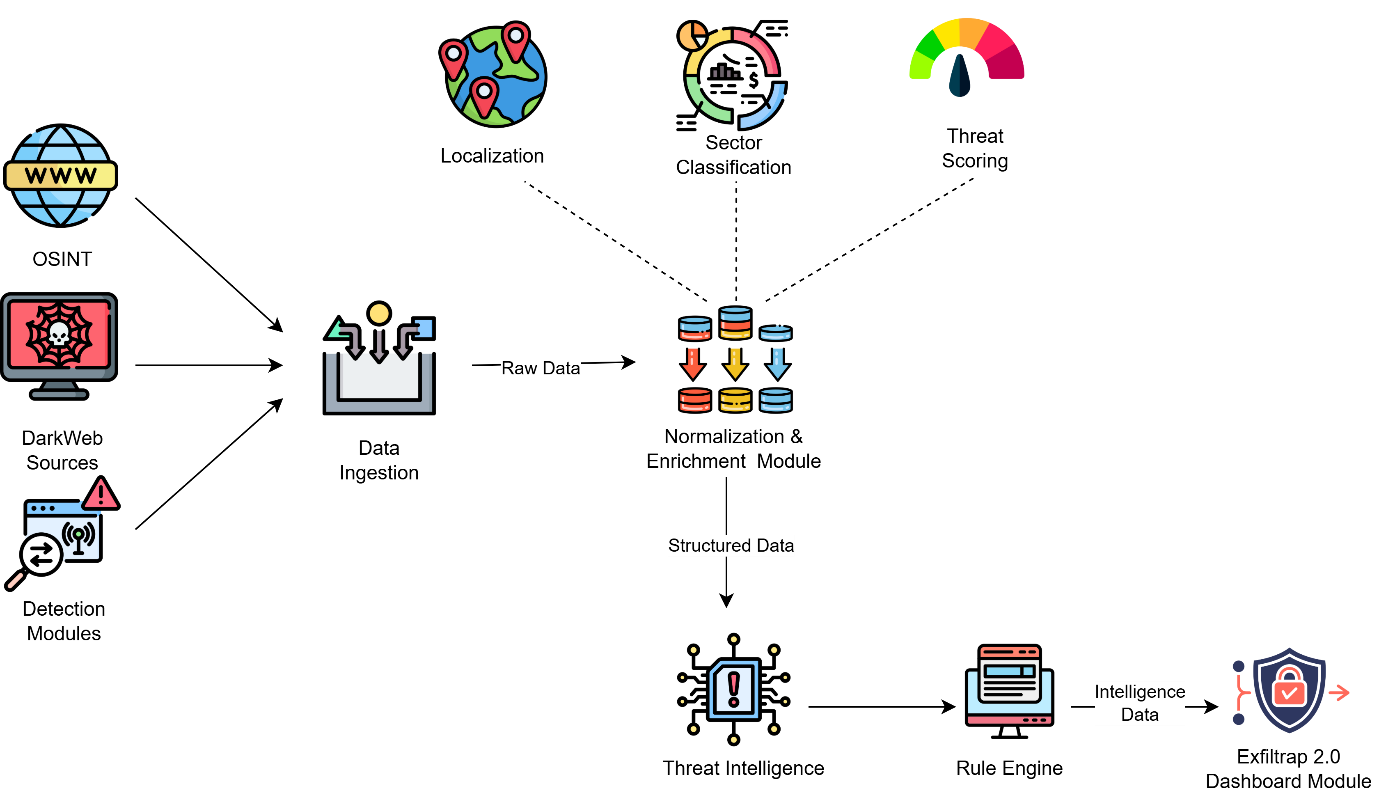 Localization
Sector
Classification
Threat
Scoring
WWW
OSINT
$
DarkWeb
Sources
Raw Data
Data
Ingestion
Normalization &
Enrichment Module
Detection
Modules
Structured Data
Threat Intelligence
Rule Engine
Intelligence
Data
Exfiltrap 2.0
Dashboard Module